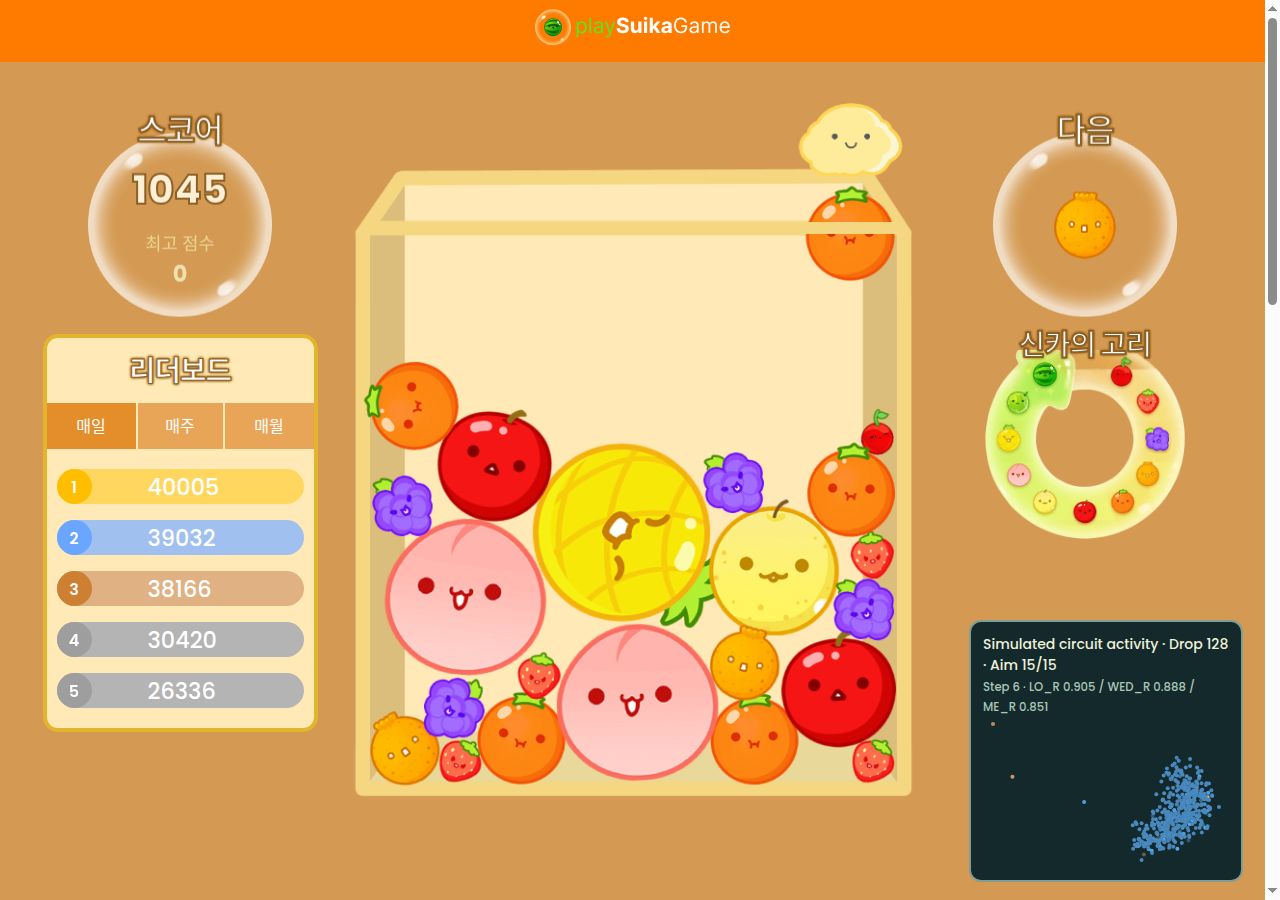 playSuikaGame
스코어
1045
최고 점수
0
리더보드
매일 매주 매월
1 40005
2 39032
3 38166
4 30420
5 26336
다음
신카의 고리
Simulated circuit activity · Drop 128
· Aim 15/15
Step 6 · LO_R 0.905 / WED_R 0.888 /
ME_R 0.851